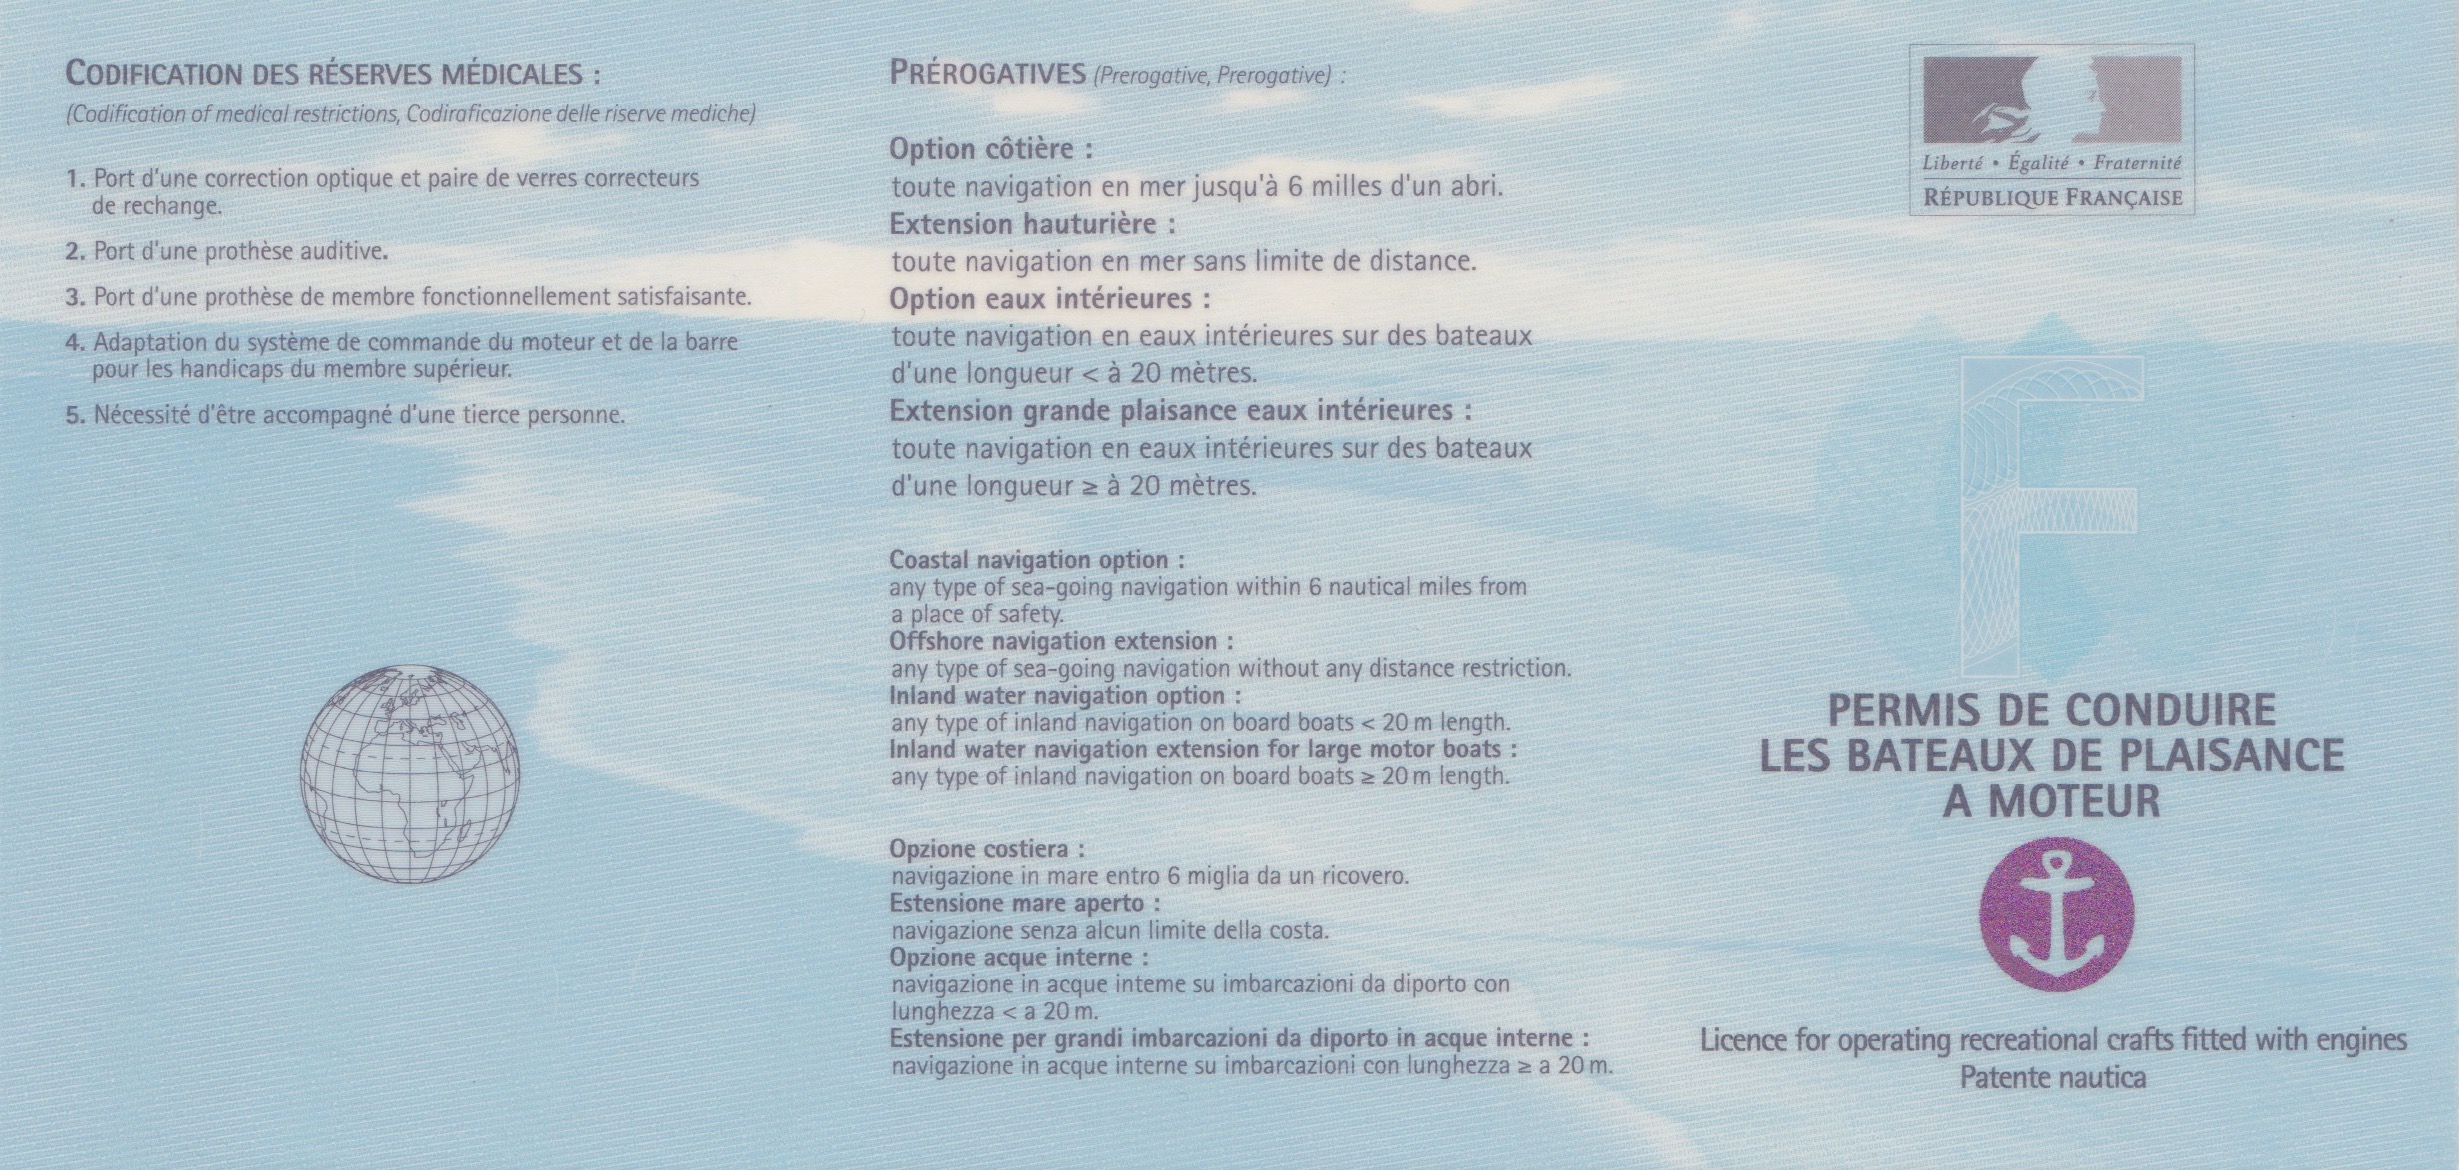 CODIFICATION DES RÉSERVES MÉDICALES :
(Codification of medical restrictions, Codiraficazione delle riserve mediche)
1. Port d'une correction optique et paire de verres correcteurs
de rechange.
2. Port d'une prothèse auditive.
3. Port d'une prothèse de membre fonctionnellement satisfaisante.
4. Adaptation du système de commande du moteur et de la barre
pour les handicaps du membre supérieur.
5. Nécessité d'être accompagné d'une tierce personne.
PRÉROGATIVES (Prerogative, Prerogative) :
Option côtière :
toute navigation en mer jusqu'à 6 milles d'un abri.
Extension hauturière :
toute navigation en mer sans limite de distance.
Option eaux intérieures :
toute navigation en eaux intérieures sur des bateaux
d'une longueur < à 20 mètres.
Extension grande plaisance eaux intérieures :
toute navigation en eaux intérieures sur des bateaux
d'une longueur ≥ à 20 mètres.
Coastal navigation option :
any type of sea-going navigation within 6 nautical miles from
a place of safety.
Offshore navigation extension :
any type of sea-going navigation without any distance restriction.
Inland water navigation option :
any type of inland navigation on board boats < 20 m length.
Inland water navigation extension for large motor boats :
any type of inland navigation on board boats ≥ 20 m length.
Opzione costiera :
navigazione in mare entro 6 miglia da un ricovero.
Estensione mare aperto :
navigazione senza alcun limite della costa.
Opzione acque interne :
navigazione in acque inteme su imbarcazioni da diporto con
lunghezza < a 20 m.
Estensione per grandi imbarcazioni da diporto in acque interne :
navigazione in acque interne su imbarcazioni con lunghezza ≥ a 20 m.
Liberté • Égalité • Fraternité
RÉPUBLIQUE FRANÇAISE
F
PERMIS DE CONDUIRE
LES BATEAUX DE PLAISANCE
A MOTEUR
Licence for operating recreational crafts fitted with engines
Patente nautica